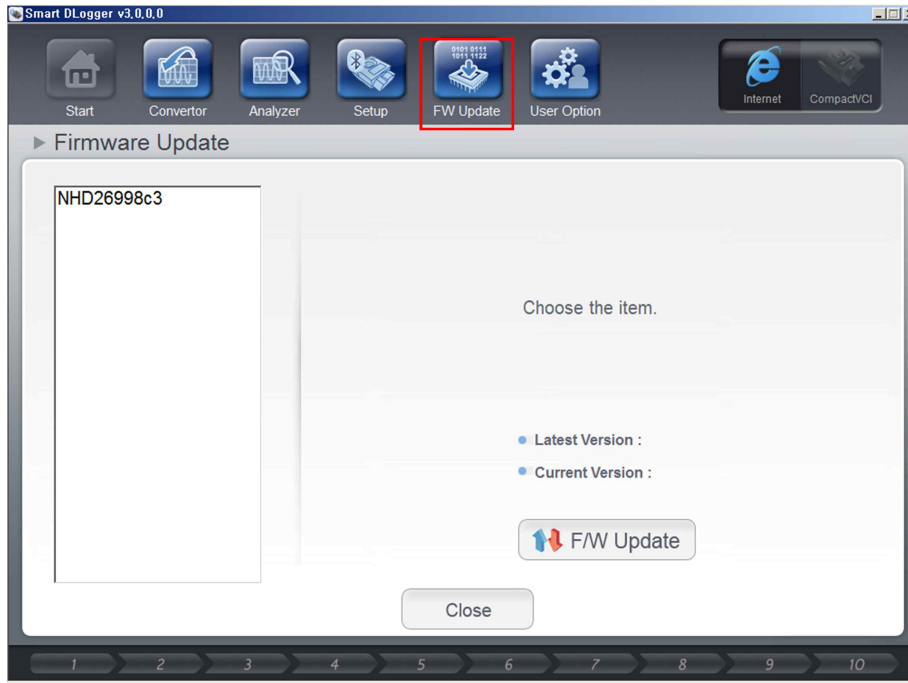 Smart DLogger v3,0,0,0
0101 0111
1011 1122
Start
Convertor
Analyzer
Setup
FW Update
User Option
Internet
CompactVCI
Firmware Update
NHD26998c3
Choose the item.
Latest Version :
Current Version :
F/W Update
Close
1 2 3 4 5 6 7 8 9 10